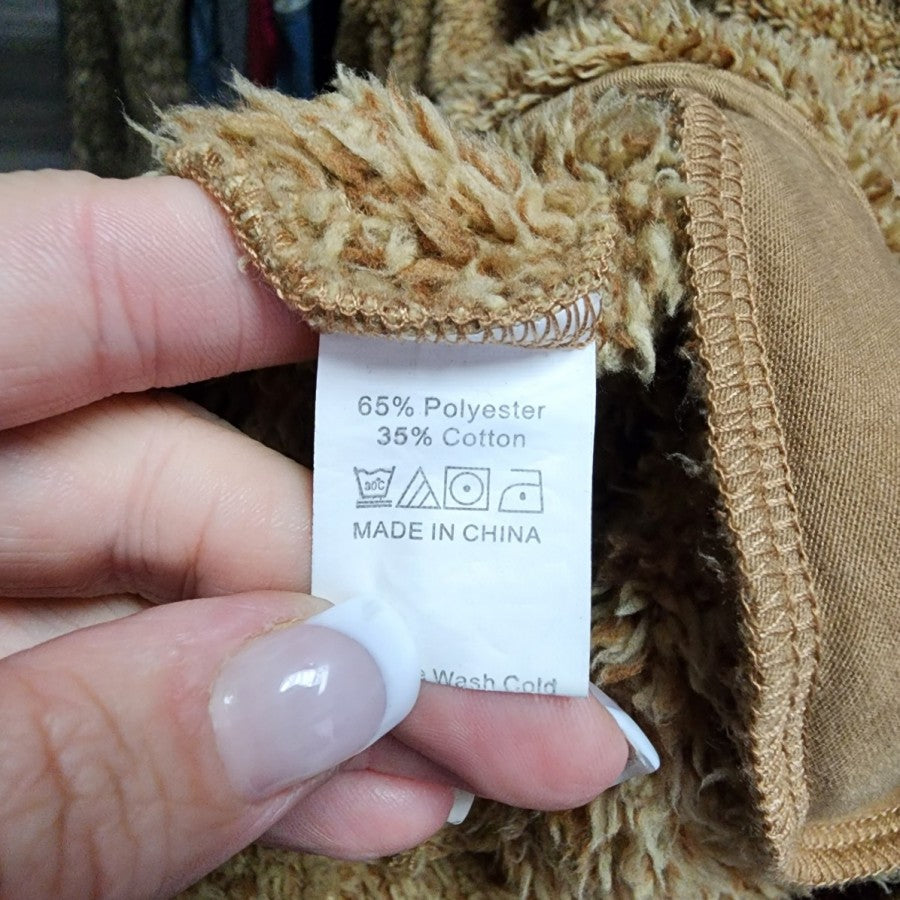 65% Polyester
35% Cotton
30℃
MADE IN CHINA
Wash Cold